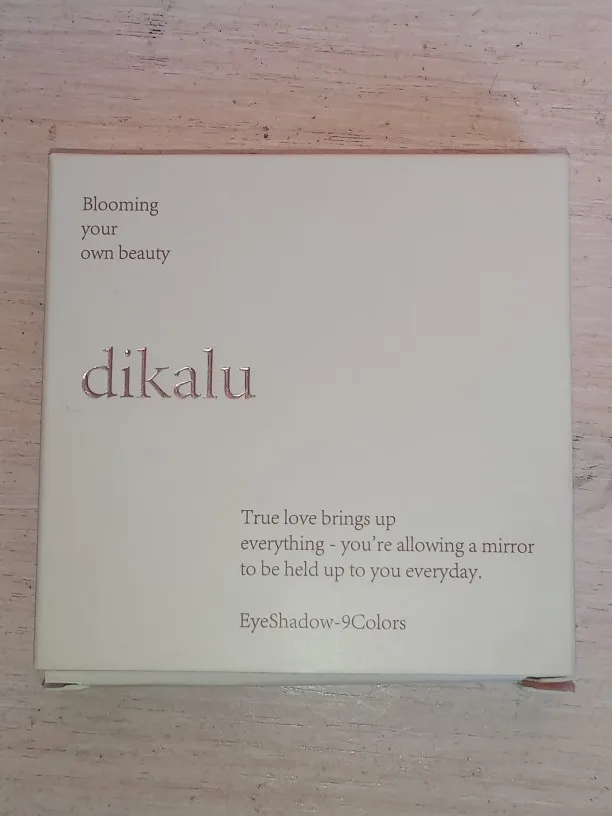 Blooming
your
own beauty
dikalu
True love brings up
everything - you're allowing a mirror
to be held up to you everyday.
EyeShadow-9Colors